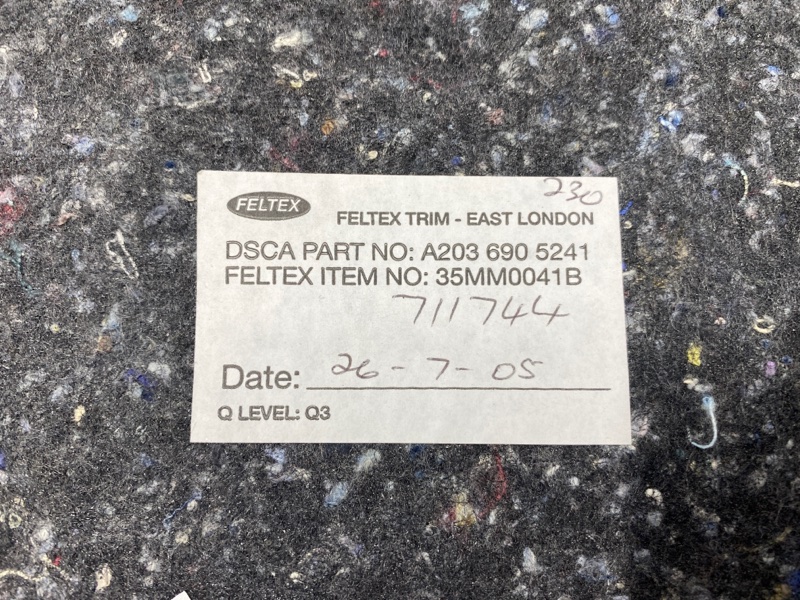 230
FELTEX
FELTEX TRIM - EAST LONDON
DSCA PART NO: A203 690 5241
FELTEX ITEM NO: 35MM0041B
711744
Date: 26-7-05
Q LEVEL: Q3